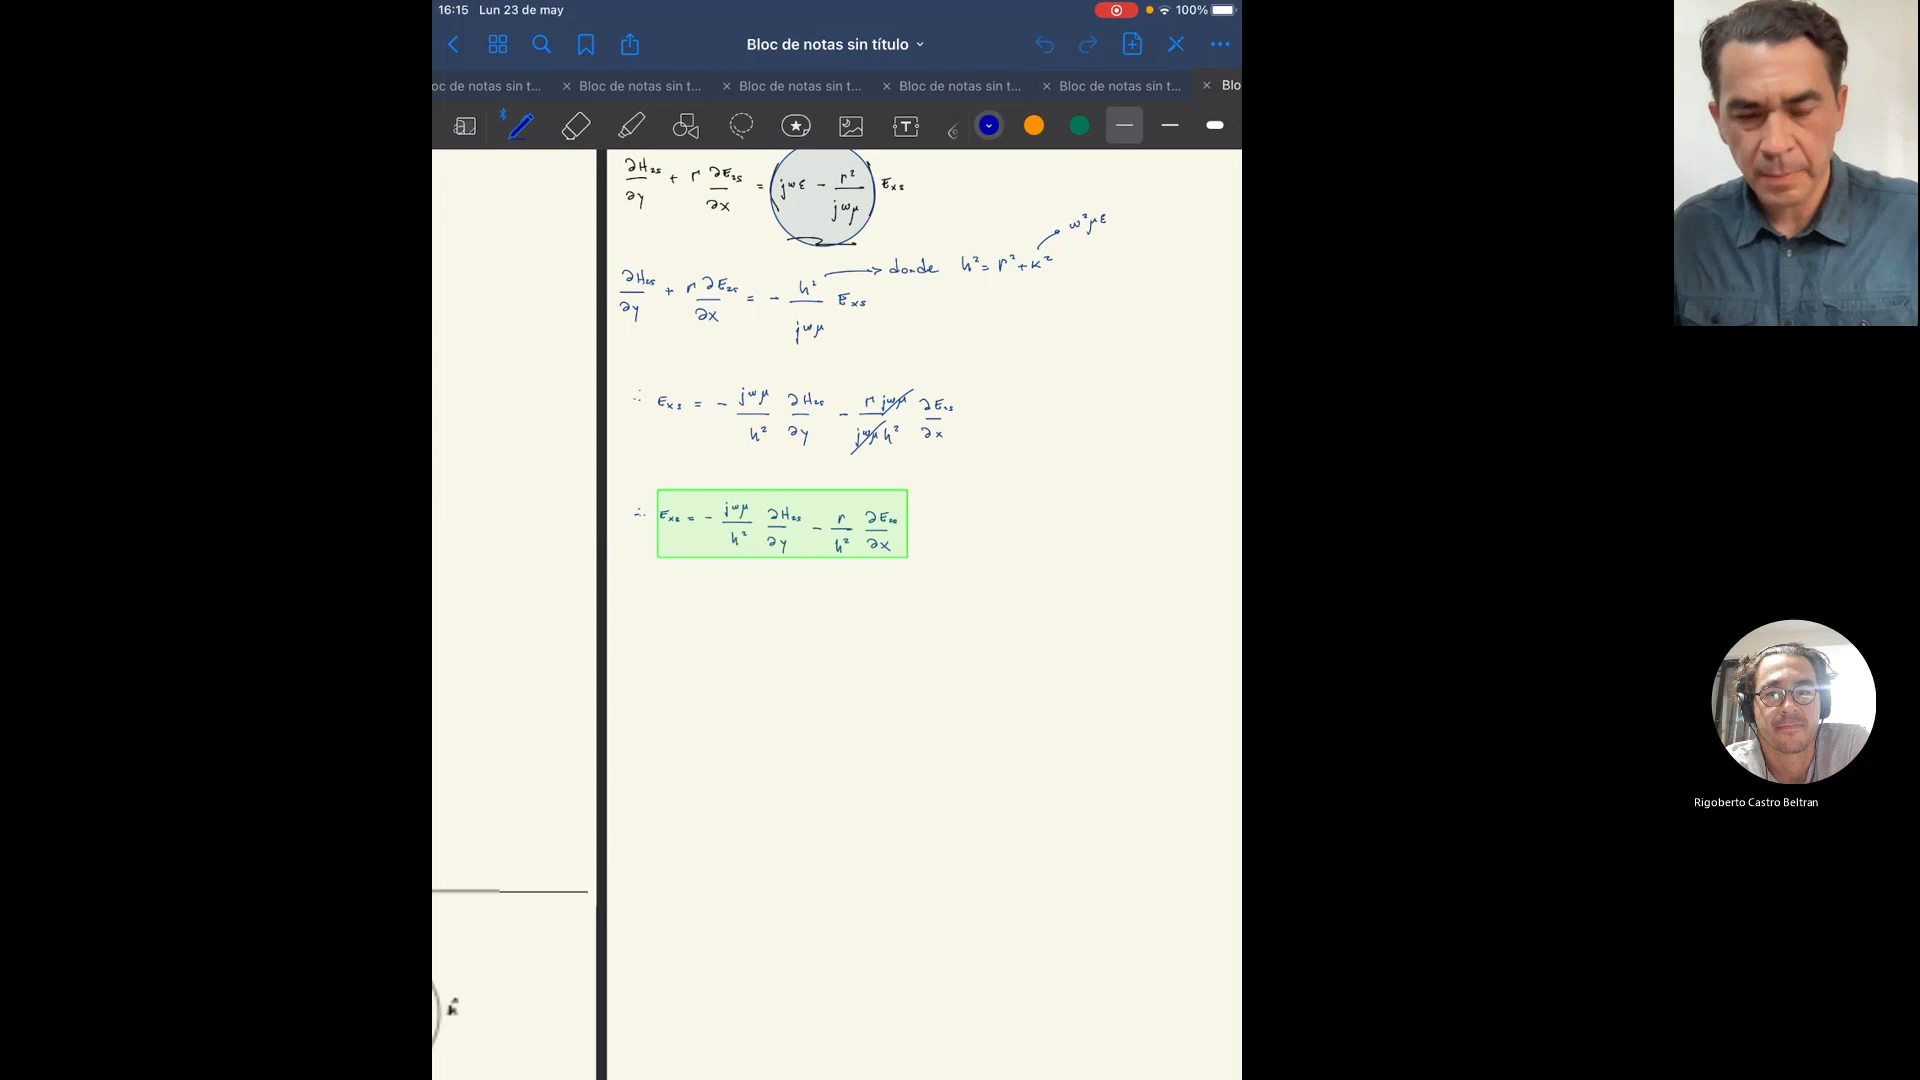 16:15 Lun 23 de may 100%
Bloc de notas sin título
oc de notas sin t... × Bloc de notas sin t... × Bloc de notas sin t... × Bloc de notas sin t... × Bloc de notas sin t... × Blo
∂Hzs/∂y + Γ ∂Ezs/∂x = (jωε − Γ²/jωμ) Exs
ω²με
∂Hzs/∂y + Γ ∂Ezs/∂x = − h²/jωμ Exs → donde h² = Γ² + K²
∴ Exs = − jωμ/h² ∂Hzs/∂y − Γ jωμ/jωμ h² ∂Ezs/∂x
∴ Exs = − jωμ/h² ∂Hzs/∂y − Γ/h² ∂Ezs/∂x
Rigoberto Castro Beltran